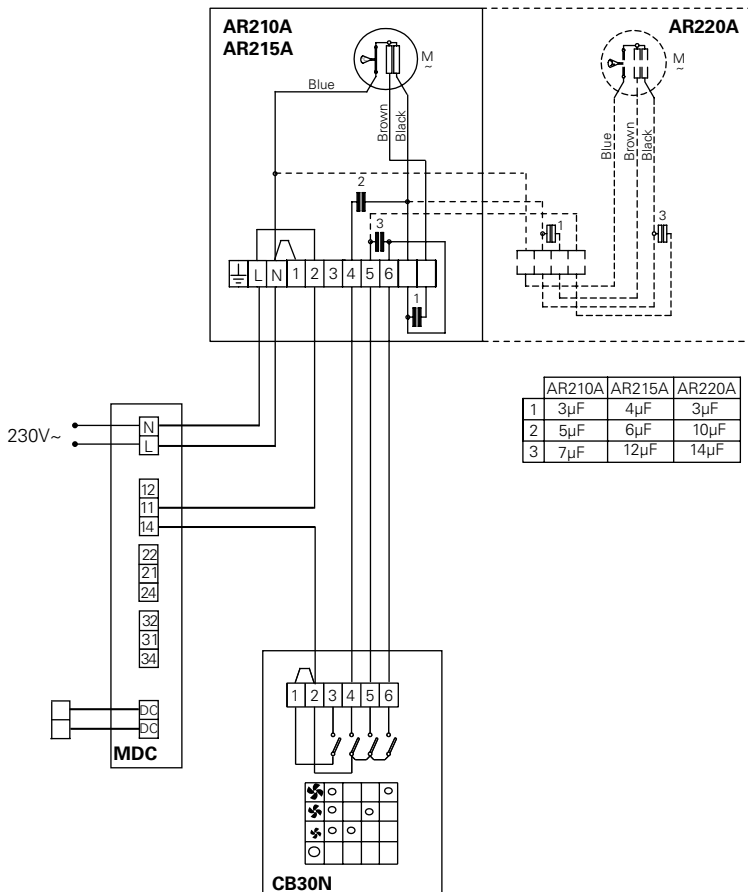 AR210A
AR215A
AR220A
M
~
M
~
Blue
Brown
Black
Blue
Brown
Black
2
3
1
3
1
L N 1 2 3 4 5 6
AR210A AR215A AR220A
1 3µF 4µF 3µF
2 5µF 6µF 10µF
3 7µF 12µF 14µF
230V~
N
L
12
11
14
22
21
24
32
31
34
DC
DC
MDC
1 2 3 4 5 6
CB30N